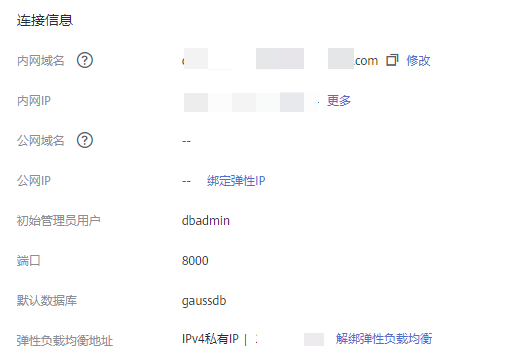 连接信息
内网域名 ? .com 修改
内网IP 更多
公网域名 ? --
公网IP -- 绑定弹性IP
初始管理员用户 dbadmin
端口 8000
默认数据库 gaussdb
弹性负载均衡地址 IPv4私有IP | 解绑弹性负载均衡